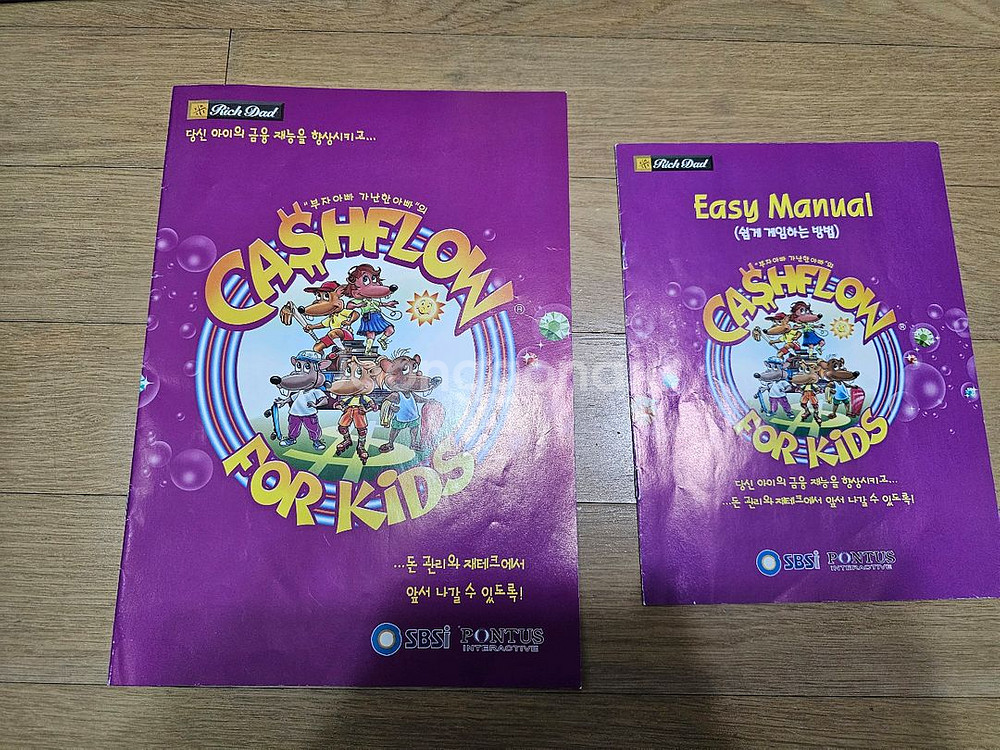 Rich Dad
당신 아이의 금융 재능을 향상시키고...
"부자아빠 가난한아빠"의
CA$HFLOW
®
FOR KiDS
...돈 관리와 재테크에서
앞서 나갈 수 있도록!
SBSi PONTUS
INTERACTIVE
Rich Dad
Easy Manual
(쉽게 게임하는 방법)
"부자아빠 가난한아빠"의
CA$HFLOW
®
FOR KiDS
당신 아이의 금융 재능을 향상시키고...
...돈 관리와 재테크에서 앞서 나갈 수 있도록!
SBSi PONTUS
INTERACTIVE